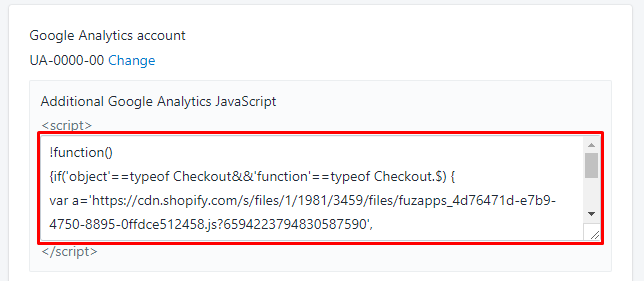 Google Analytics account
UA-0000-00 Change
Additional Google Analytics JavaScript
<script>
!function()
{if('object'==typeof Checkout&&'function'==typeof Checkout.$) {
var a='https://cdn.shopify.com/s/files/1/1981/3459/files/fuzapps_4d76471d-e7b9-
4750-8895-0ffdce512458.js?6594223794830587590',
</script>